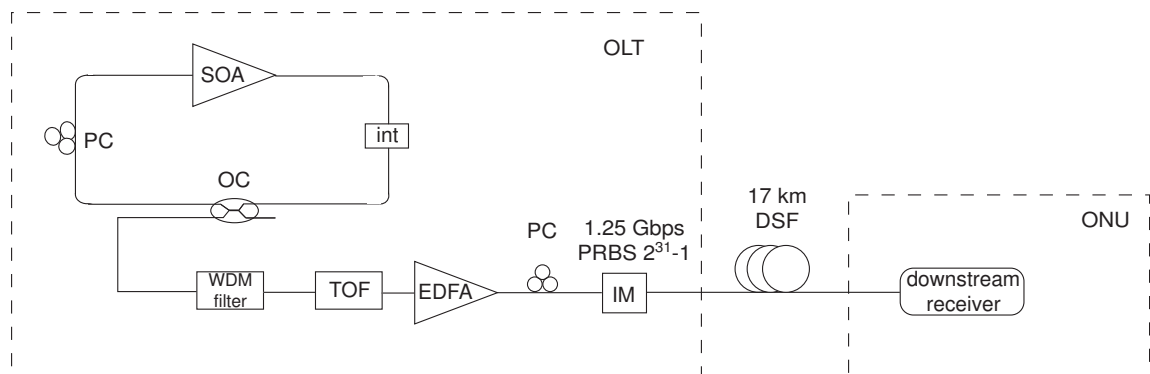 OLT
SOA
PC
int
OC
17 km
DSF
ONU
PC
1.25 Gbps
PRBS 2³¹-1
WDM
filter
TOF
EDFA
IM
downstream
receiver